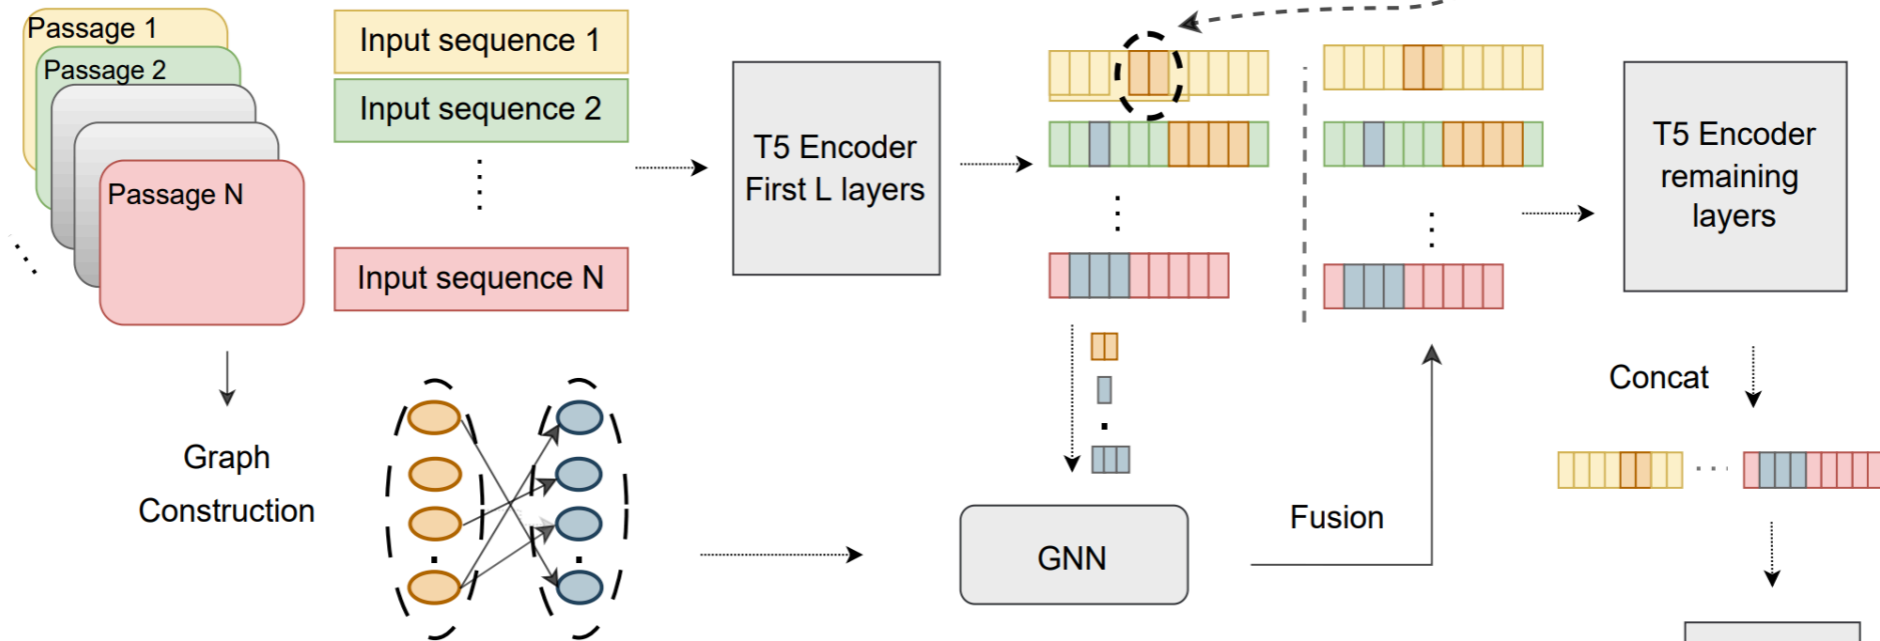 Passage 1
Passage 2
Passage N
Input sequence 1
Input sequence 2
Input sequence N
T5 Encoder
First L layers
T5 Encoder
remaining
layers
Concat
Graph
Construction
GNN
Fusion